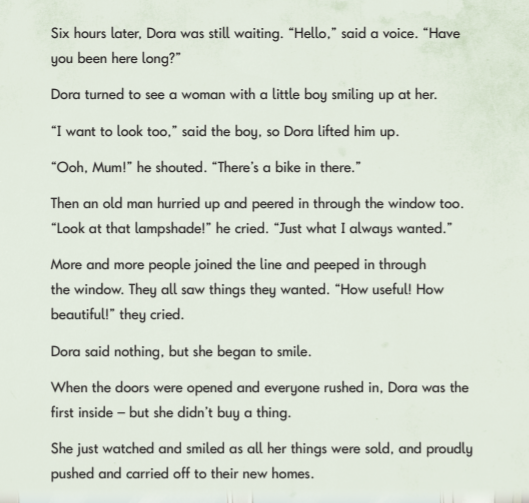 Six hours later, Dora was still waiting. “Hello,” said a voice. “Have
you been here long?”
Dora turned to see a woman with a little boy smiling up at her.
“I want to look too,” said the boy, so Dora lifted him up.
“Ooh, Mum!” he shouted. “There’s a bike in there.”
Then an old man hurried up and peered in through the window too.
“Look at that lampshade!” he cried. “Just what I always wanted.”
More and more people joined the line and peeped in through
the window. They all saw things they wanted. “How useful! How
beautiful!” they cried.
Dora said nothing, but she began to smile.
When the doors were opened and everyone rushed in, Dora was the
first inside – but she didn’t buy a thing.
She just watched and smiled as all her things were sold, and proudly
pushed and carried off to their new homes.